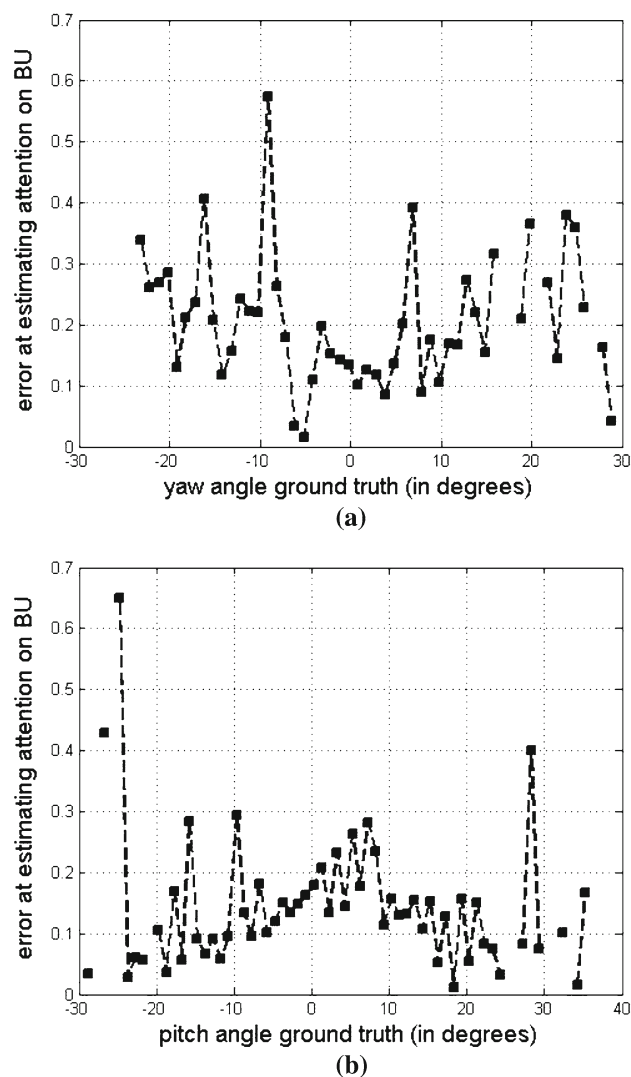 0.7
0.6
0.5
0.4
0.3
0.2
0.1
0
error at estimating attention on BU
-30 -20 -10 0 10 20 30
yaw angle ground truth (in degrees)
(a)
0.7
0.6
0.5
0.4
0.3
0.2
0.1
0
error at estimating attention on BU
-30 -20 -10 0 10 20 30 40
pitch angle ground truth (in degrees)
(b)